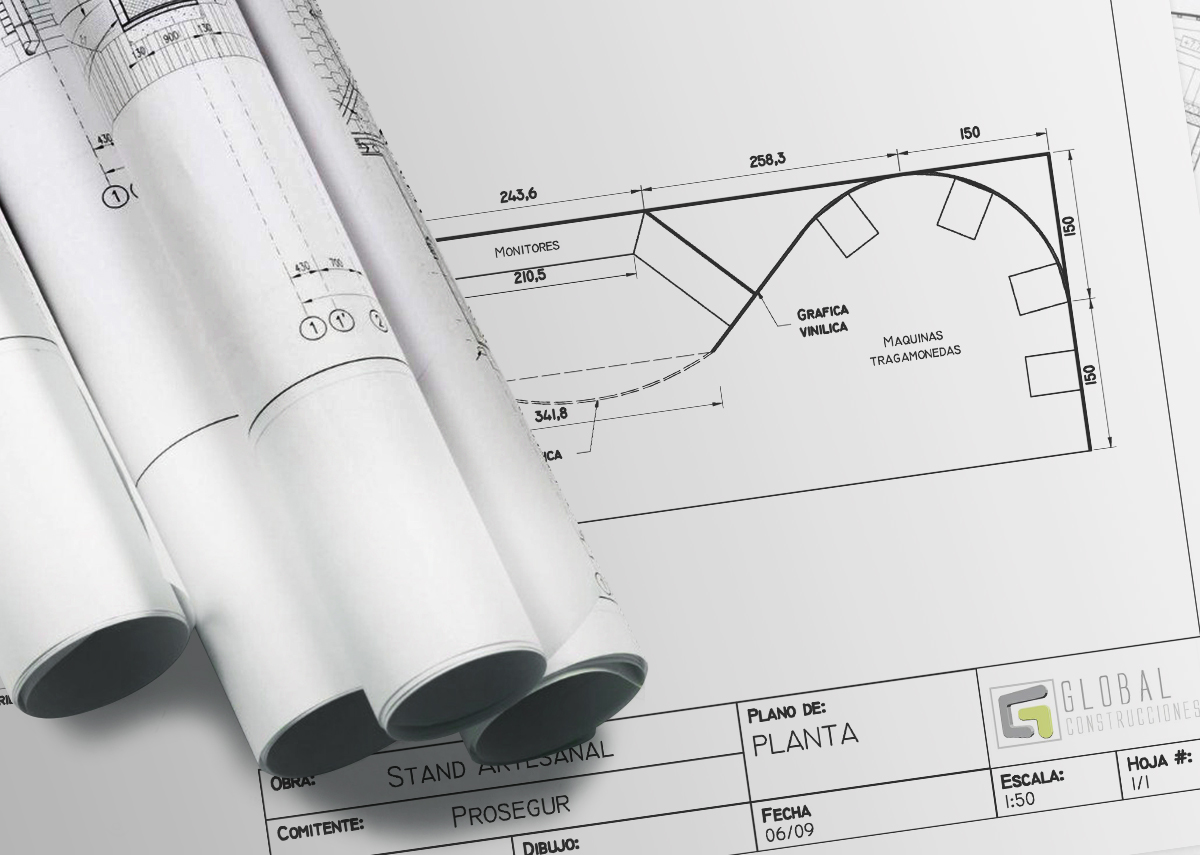 150
900
130
430
1
430
700
1
1'
2
150
258,3
243,6
MONITORES
210,5
150
GRAFICA
VINILICA
MAQUINAS
TRAGAMONEDAS
150
341,8
OBRA:
STAND ARTESANAL
COMITENTE:
PROSEGUR
DIBUJO:
PLANO DE:
PLANTA
FECHA
06/09
GLOBAL
CONSTRUCCIONES
ESCALA:
1:50
HOJA #:
1/1